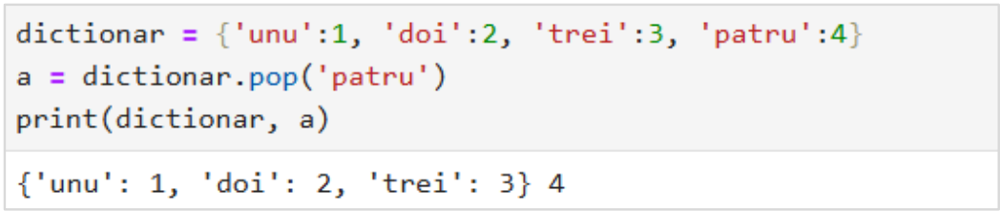 dictionar = {'unu':1, 'doi':2, 'trei':3, 'patru':4}
a = dictionar.pop('patru')
print(dictionar, a)
{'unu': 1, 'doi': 2, 'trei': 3} 4